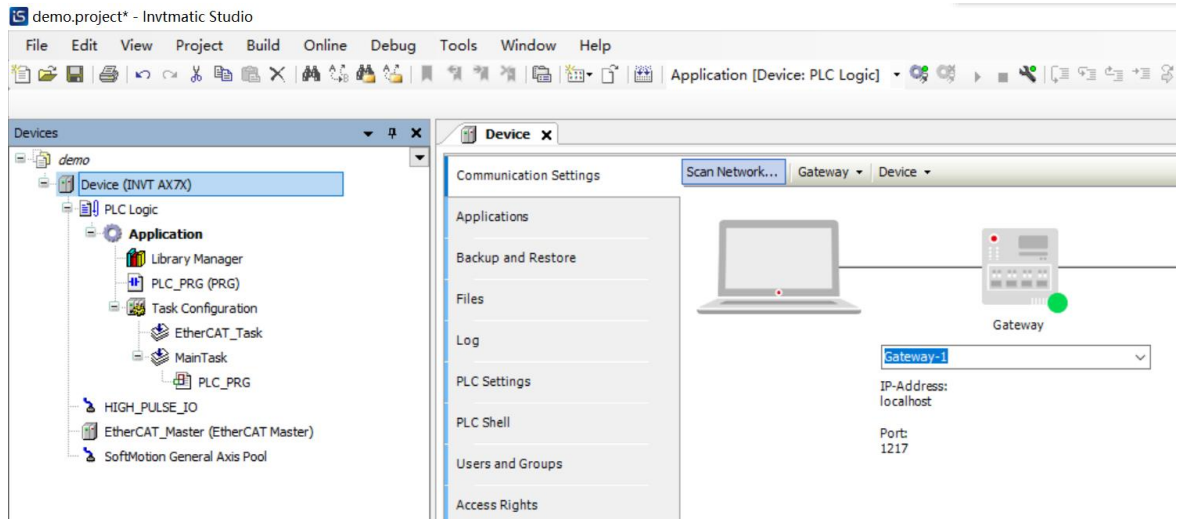 demo.project* - Invtmatic Studio
File Edit View Project Build Online Debug Tools Window Help
Application [Device: PLC Logic]
Devices
demo
Device (INVT AX7X)
PLC Logic
Application
Library Manager
PLC_PRG (PRG)
Task Configuration
EtherCAT_Task
MainTask
PLC_PRG
HIGH_PULSE_IO
EtherCAT_Master (EtherCAT Master)
SoftMotion General Axis Pool
Device
Communication Settings
Applications
Backup and Restore
Files
Log
PLC Settings
PLC Shell
Users and Groups
Access Rights
Scan Network... Gateway Device
Gateway
Gateway-1
IP-Address:
localhost
Port:
1217